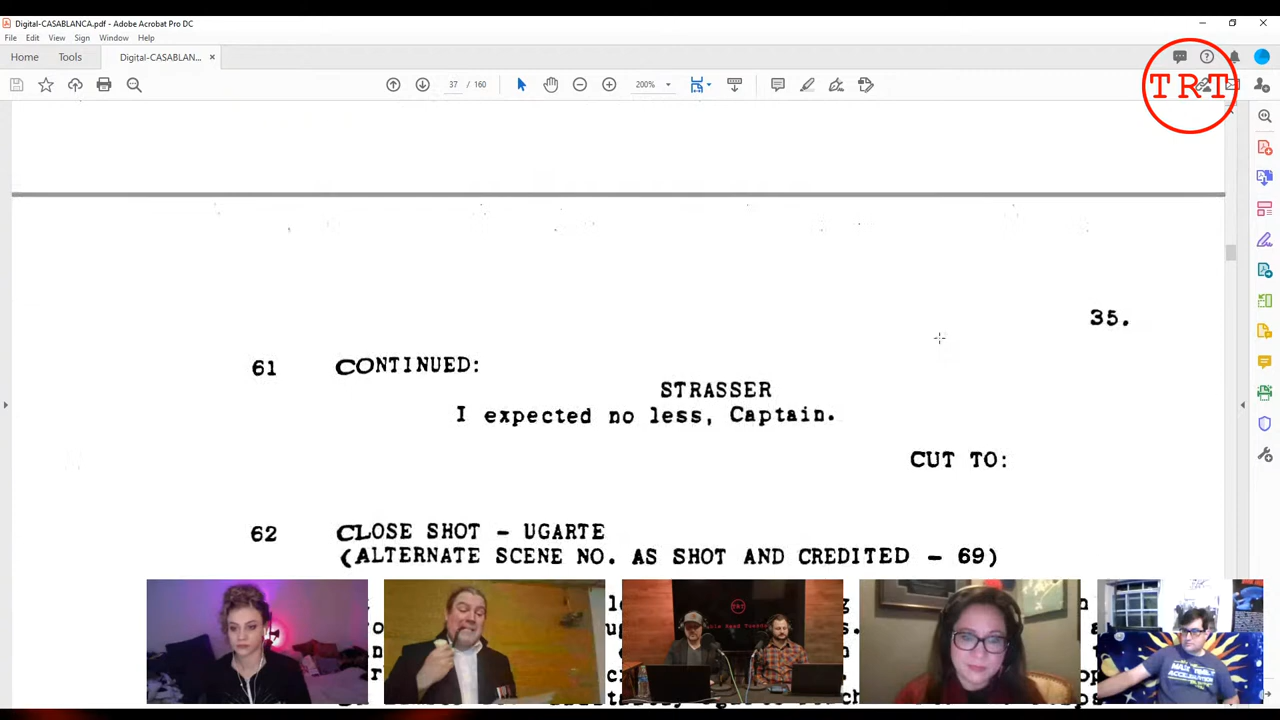 Digital-CASABLANCA.pdf - Adobe Acrobat Pro DC
File Edit View Sign Window Help
Home Tools Digital-CASABLAN... ×
37 / 160 200%
TRT
35.
61 CONTINUED:
STRASSER
I expected no less, Captain.
CUT TO:
62 CLOSE SHOT - UGARTE
(ALTERNATE SCENE NO. AS SHOT AND CREDITED - 69)
TRT